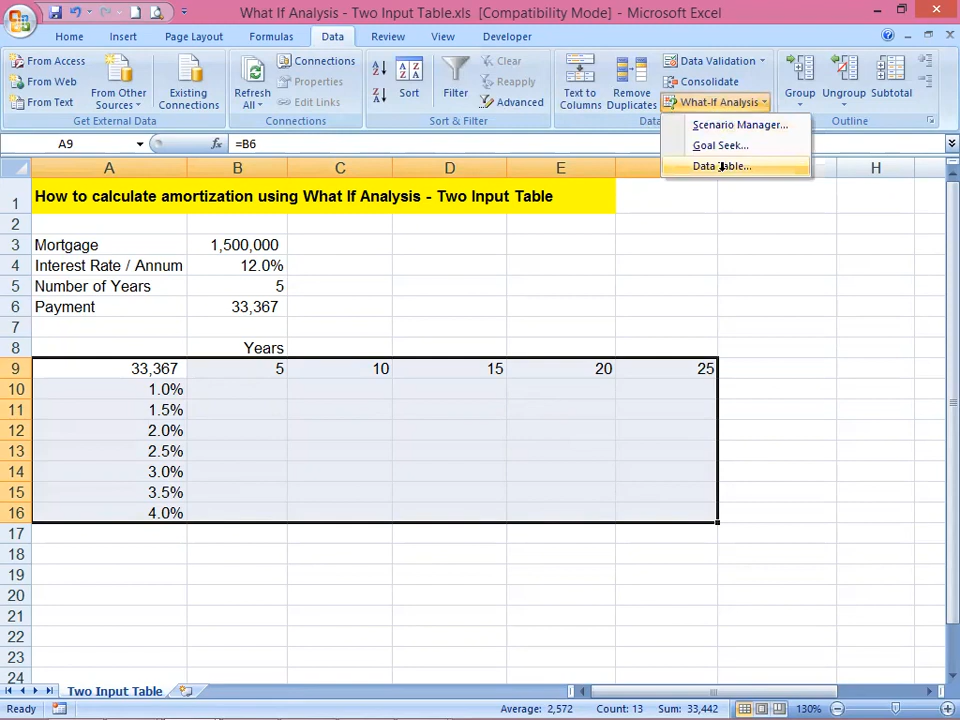 What If Analysis - Two Input Table.xls [Compatibility Mode] - Microsoft Excel
Home Insert Page Layout Formulas Data Review View Developer
From Access
From Web
From Text
From Other Sources
Existing Connections
Get External Data
Refresh All
Connections
Properties
Edit Links
Connections
Sort
Filter
Clear
Reapply
Advanced
Sort & Filter
Text to Columns
Remove Duplicates
Data Validation
Consolidate
What-If Analysis
Data
Group
Ungroup
Subtotal
Outline
Scenario Manager...
Goal Seek...
Data Table...
A9 fx =B6
A B C D E H
1 How to calculate amortization using What If Analysis - Two Input Table
2
3 Mortgage 1,500,000
4 Interest Rate / Annum 12.0%
5 Number of Years 5
6 Payment 33,367
7
8 Years
9 33,367 5 10 15 20 25
10 1.0%
11 1.5%
12 2.0%
13 2.5%
14 3.0%
15 3.5%
16 4.0%
17
18
19
20
21
22
23
24
Two Input Table
Ready Average: 2,572 Count: 13 Sum: 33,442 130%